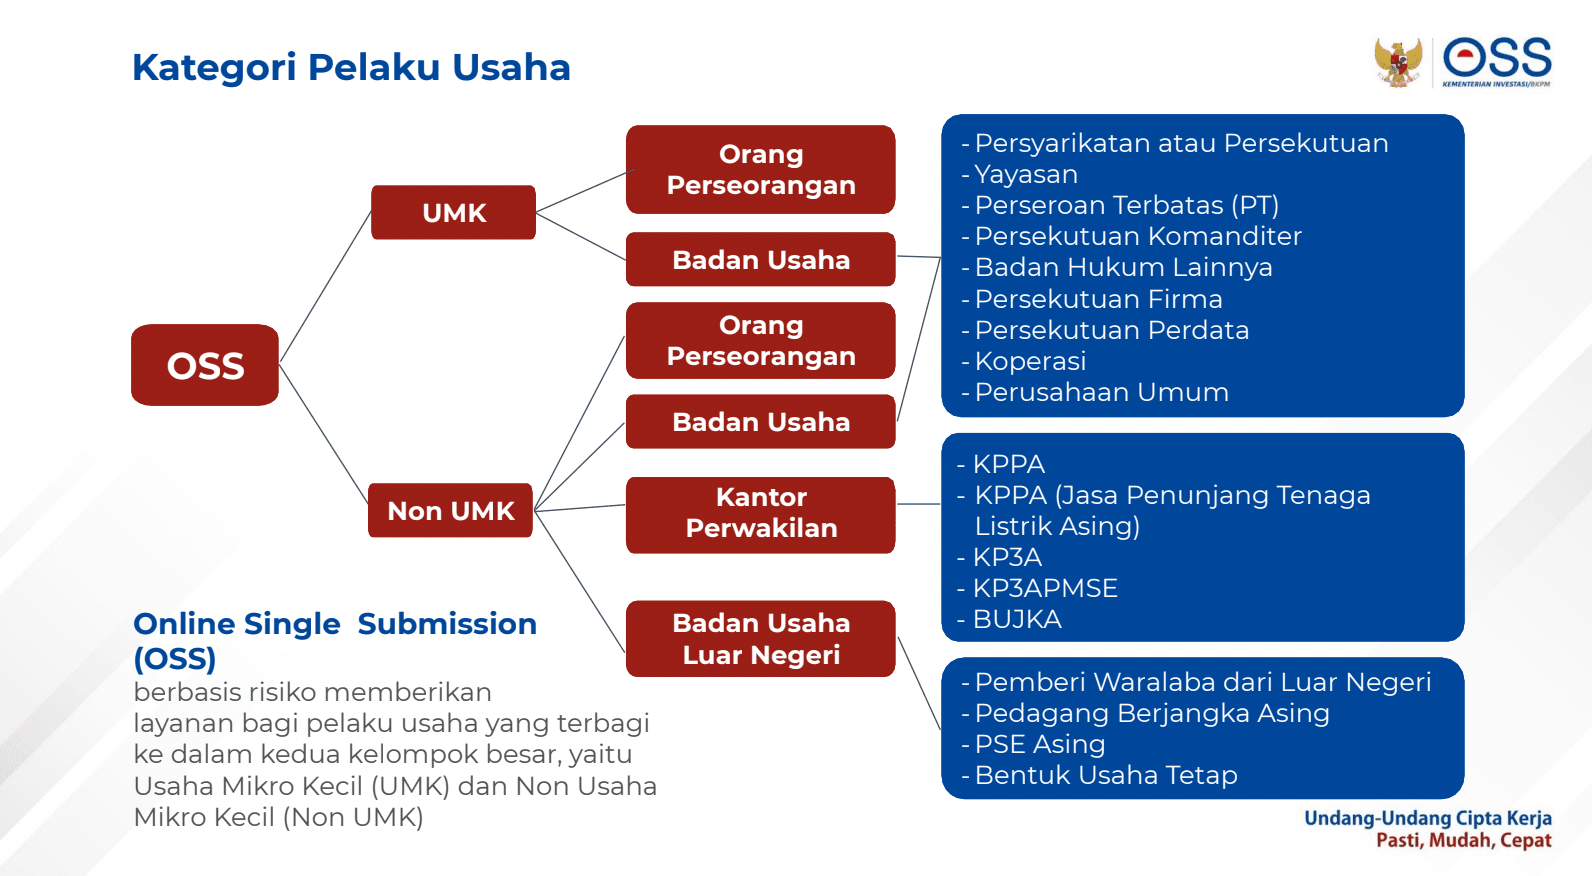 Kategori Pelaku Usaha
OSS
KEMENTERIAN INVESTASI/BKPM
OSS
UMK
Non UMK
Orang
Perseorangan
Badan Usaha
Orang
Perseorangan
Badan Usaha
Kantor
Perwakilan
Badan Usaha
Luar Negeri
- Persyarikatan atau Persekutuan
- Yayasan
- Perseroan Terbatas (PT)
- Persekutuan Komanditer
- Badan Hukum Lainnya
- Persekutuan Firma
- Persekutuan Perdata
- Koperasi
- Perusahaan Umum
- KPPA
- KPPA (Jasa Penunjang Tenaga
Listrik Asing)
- KP3A
- KP3APMSE
- BUJKA
- Pemberi Waralaba dari Luar Negeri
- Pedagang Berjangka Asing
- PSE Asing
- Bentuk Usaha Tetap
Online Single Submission
(OSS)
berbasis risiko memberikan
layanan bagi pelaku usaha yang terbagi
ke dalam kedua kelompok besar, yaitu
Usaha Mikro Kecil (UMK) dan Non Usaha
Mikro Kecil (Non UMK)
Undang-Undang Cipta Kerja
Pasti, Mudah, Cepat